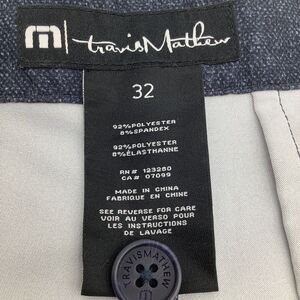 travisMathew
32
92%POLYESTER
8%SPANDEX
92%POLYESTER
8%ÉLASTHANNE
RN# 123280
CA# 07099
MADE IN CHINA
FABRIQUE EN CHINE
SEE REVERSE FOR CARE
VOIR AU VERSO POUR
LES INSTRUCTIONS
DE LAVAGE
TRAVISMATHEW